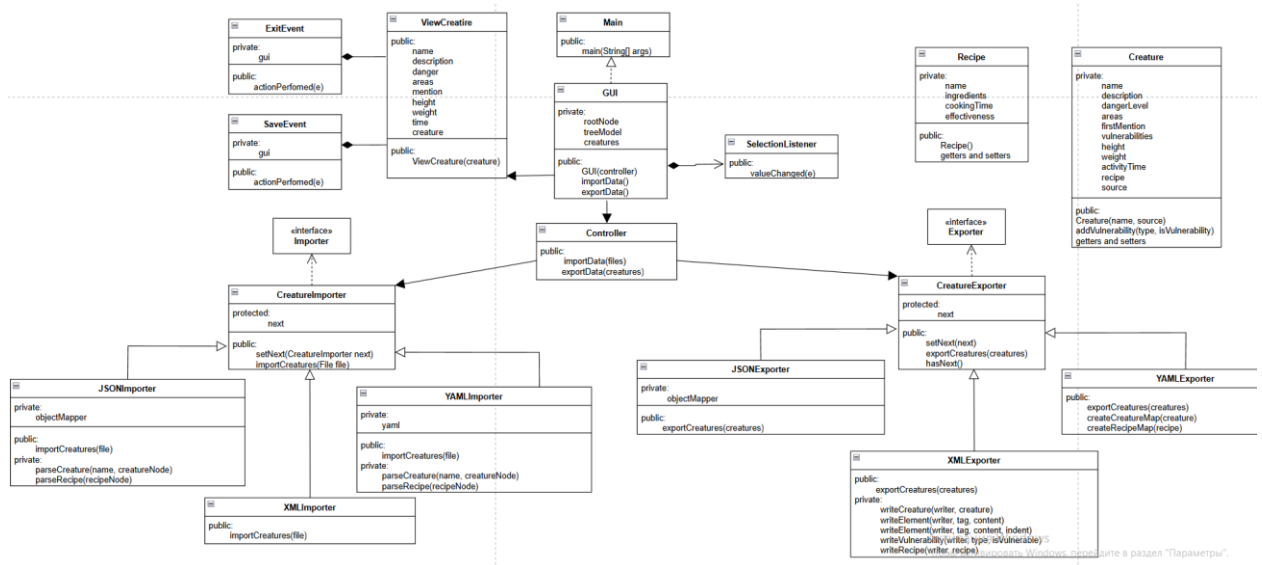 ExitEvent
private:
gui
public:
actionPerfomed(e)
SaveEvent
private:
gui
public:
actionPerfomed(e)
ViewCreatire
public:
name
description
danger
areas
mention
height
weight
time
creature
public:
ViewCreature(creature)
Main
public:
main(String[] args)
GUI
private:
rootNode
treeModel
creatures
public:
GUI(controller)
importData()
exportData()
SelectionListener
public:
valueChanged(e)
Recipe
private:
name
ingredients
cookingTime
effectiveness
public:
Recipe()
getters and setters
Creature
private:
name
description
dangerLevel
areas
firstMention
vulnerabilities
height
weight
activityTime
recipe
source
public:
Creature(name, source)
addVulnerability(type, isVulnerability)
getters and setters
«interface»
Importer
Controller
public:
importData(files)
exportData(creatures)
«interface»
Exporter
CreatureImporter
protected:
next
public:
setNext(CreatureImporter next)
importCreatures(File file)
CreatureExporter
protected:
next
public:
setNext(next)
exportCreatures(creatures)
hasNext()
JSONImporter
private:
objectMapper
public:
importCreatures(file)
private:
parseCreature(name, creatureNode)
parseRecipe(recipeNode)
YAMLImporter
private:
yaml
public:
importCreatures(file)
private:
parseCreature(name, creatureNode)
parseRecipe(recipeNode)
XMLImporter
public:
importCreatures(file)
JSONExporter
private:
objectMapper
public:
exportCreatures(creatures)
YAMLExporter
public:
exportCreatures(creatures)
createCreatureMap(creature)
createRecipeMap(recipe)
XMLExporter
public:
exportCreatures(creatures)
private:
writeCreature(writer, creature)
writeElement(writer, tag, content)
writeElement(writer, tag, content, indent)
writeVulnerability(writer, type, isVulnerable)
writeRecipe(writer, recipe)
Windows, перейдите в раздел "Параметры".